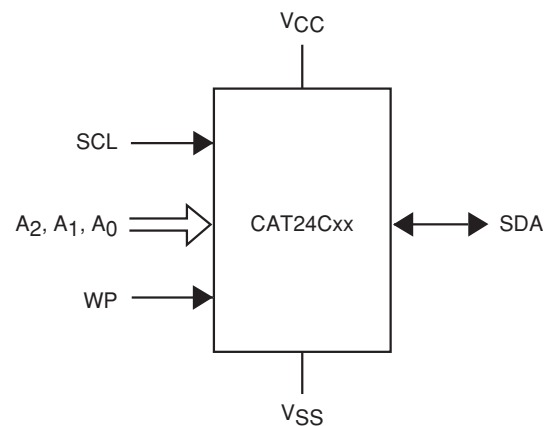 VCC
SCL
A2, A1, A0
CAT24Cxx
SDA
WP
VSS